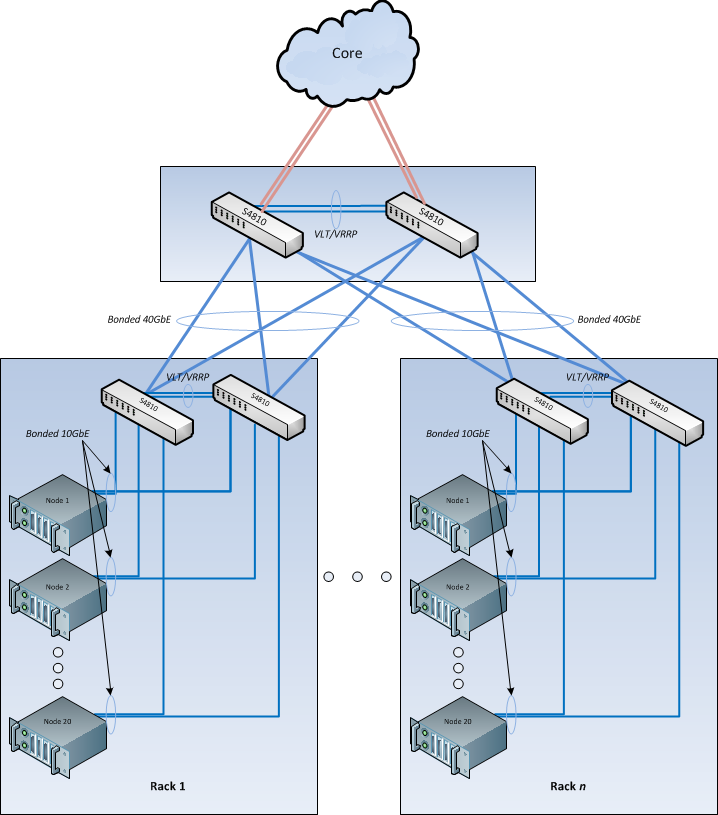 Core
S4810
S4810
VLT/VRRP
Bonded 40GbE
Bonded 40GbE
VLT/VRRP
S4810
S4810
Bonded 10GbE
Node 1
Node 2
Node 20
Rack 1
VLT/VRRP
S4810
S4810
Bonded 10GbE
Node 1
Node 2
Node 20
Rack n